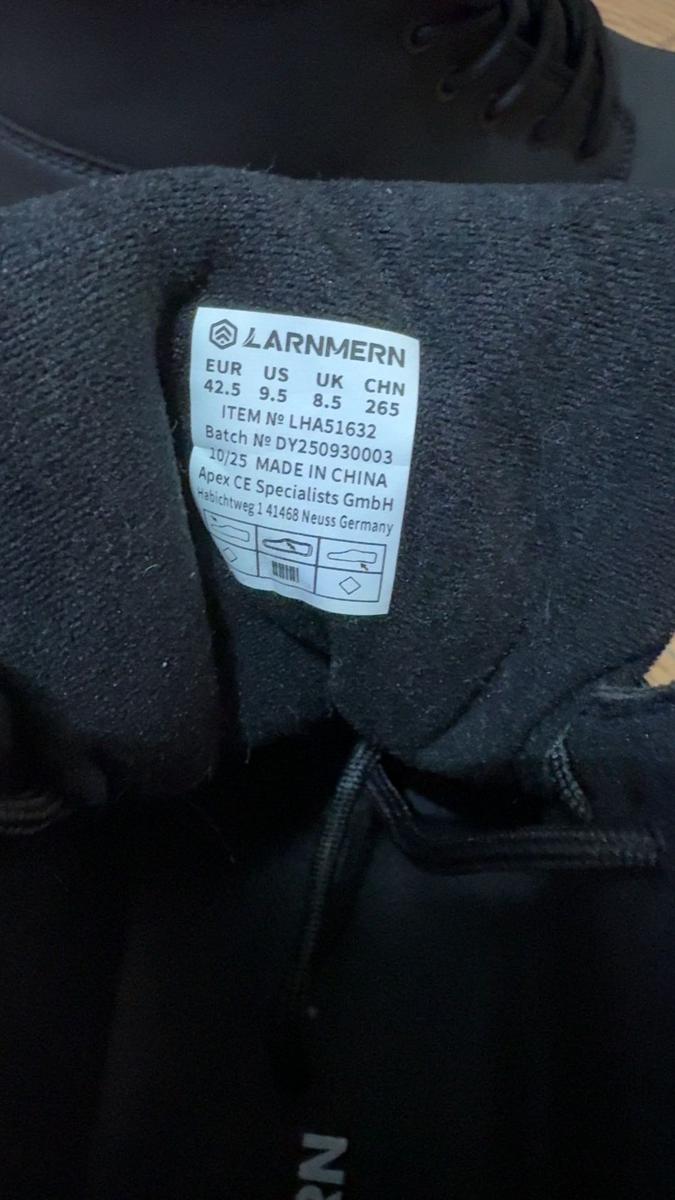 LARNMERN
EUR US UK CHN
42.5 9.5 8.5 265
ITEM № LHA51632
Batch № DY250930003
10/25 MADE IN CHINA
Apex CE Specialists GmbH
Habichtweg 1 41468 Neuss Germany
RN